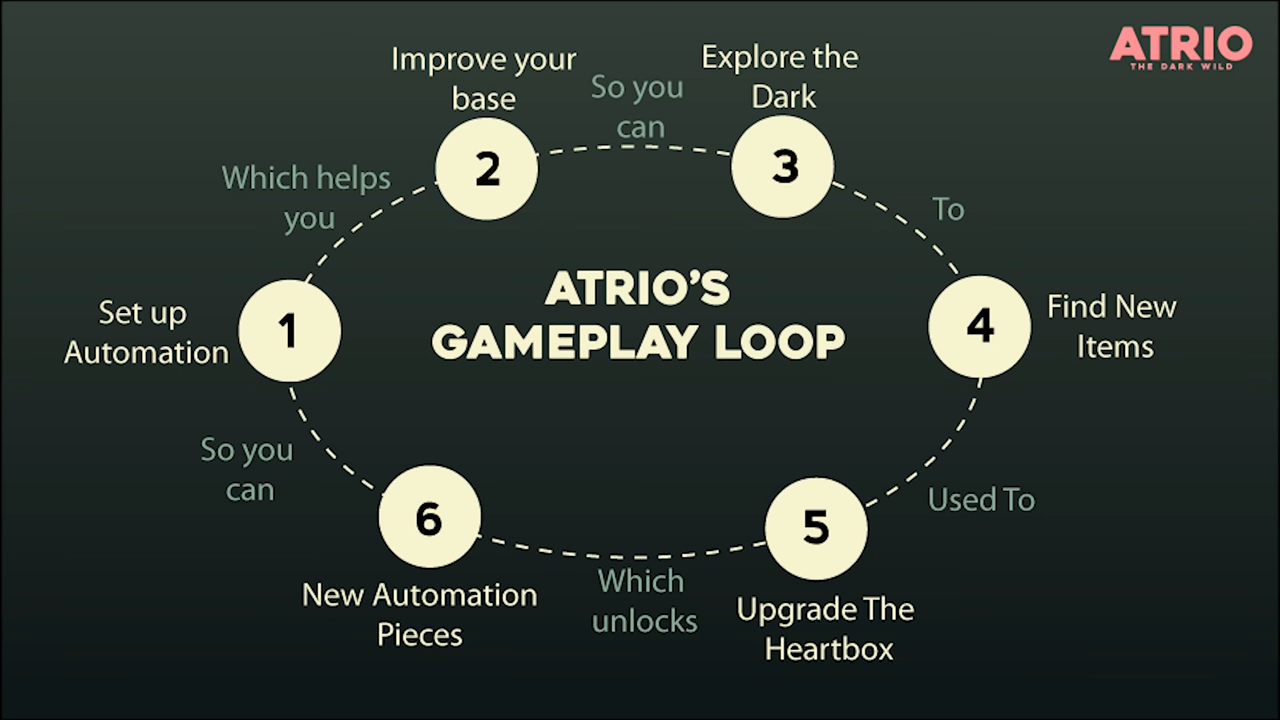 ATRIO
THE DARK WILD
Improve your
base
So you
can
Explore the
Dark
2
3
Which helps
you
To
ATRIO'S
GAMEPLAY LOOP
Set up
Automation
1
4
Find New
Items
So you
can
Used To
6
5
New Automation
Pieces
Which
unlocks
Upgrade The
Heartbox